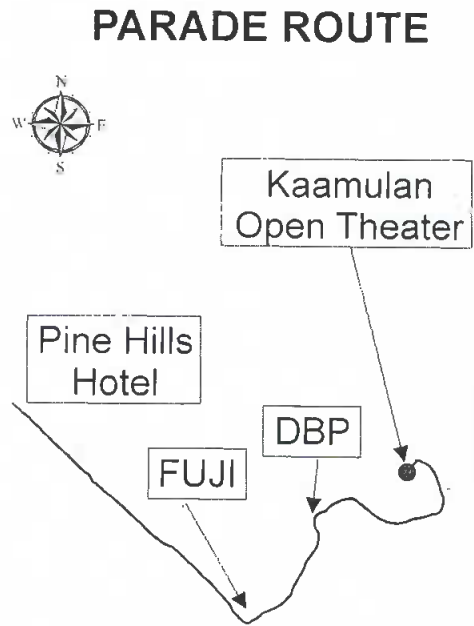 PARADE ROUTE
N
W
E
S
Kaamulan
Open Theater
Pine Hills
Hotel
DBP
FUJI